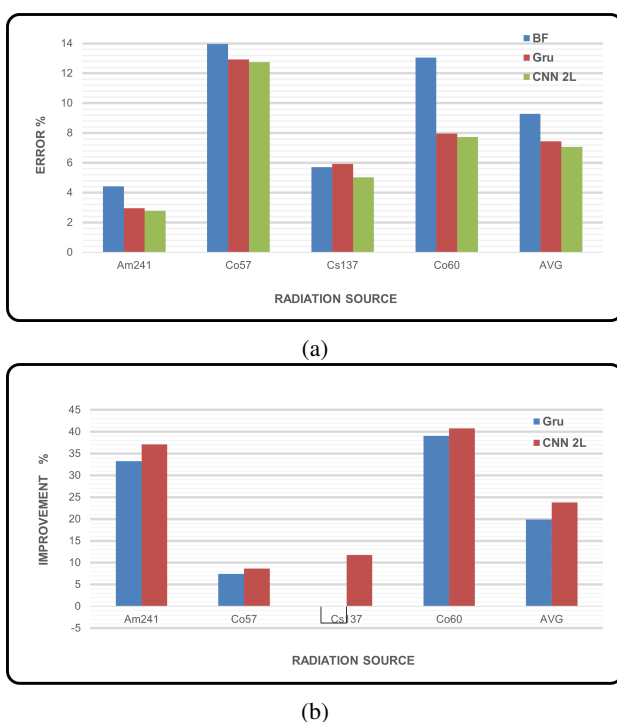 14
12
10
8
6
4
2
0
ERROR %
BF
Gru
CNN 2L
Am241 Co57 Cs137 Co60 AVG
RADIATION SOURCE
(a)
45
40
35
30
25
20
15
10
5
0
-5
IMPROVEMENT %
Gru
CNN 2L
Am241 Co57 Cs137 Co60 AVG
RADIATION SOURCE
(b)